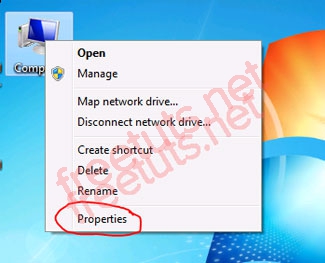 Comp
Open
Manage
Map network drive...
Disconnect network drive...
Create shortcut
Delete
Rename
Properties
freetuts.net
freetuts.net